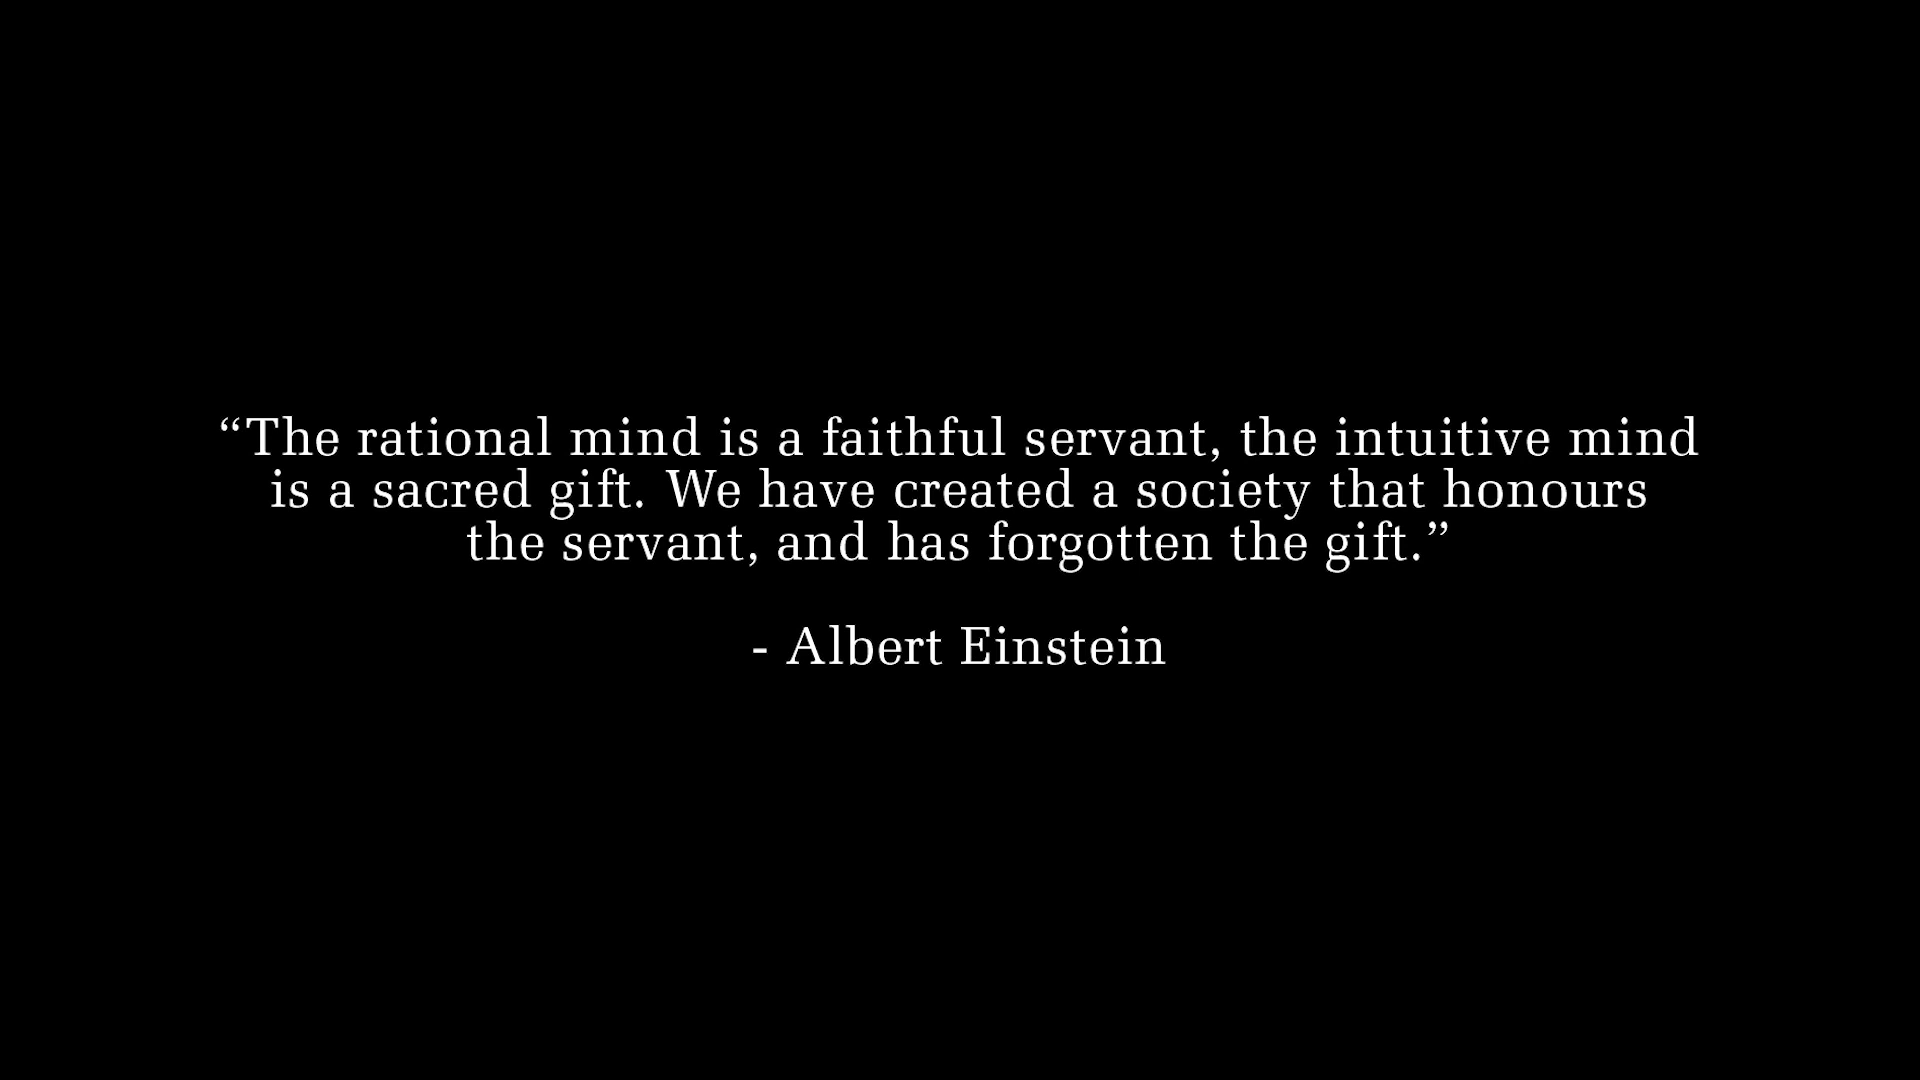 “The rational mind is a faithful servant, the intuitive mind
is a sacred gift. We have created a society that honours
the servant, and has forgotten the gift.”
- Albert Einstein